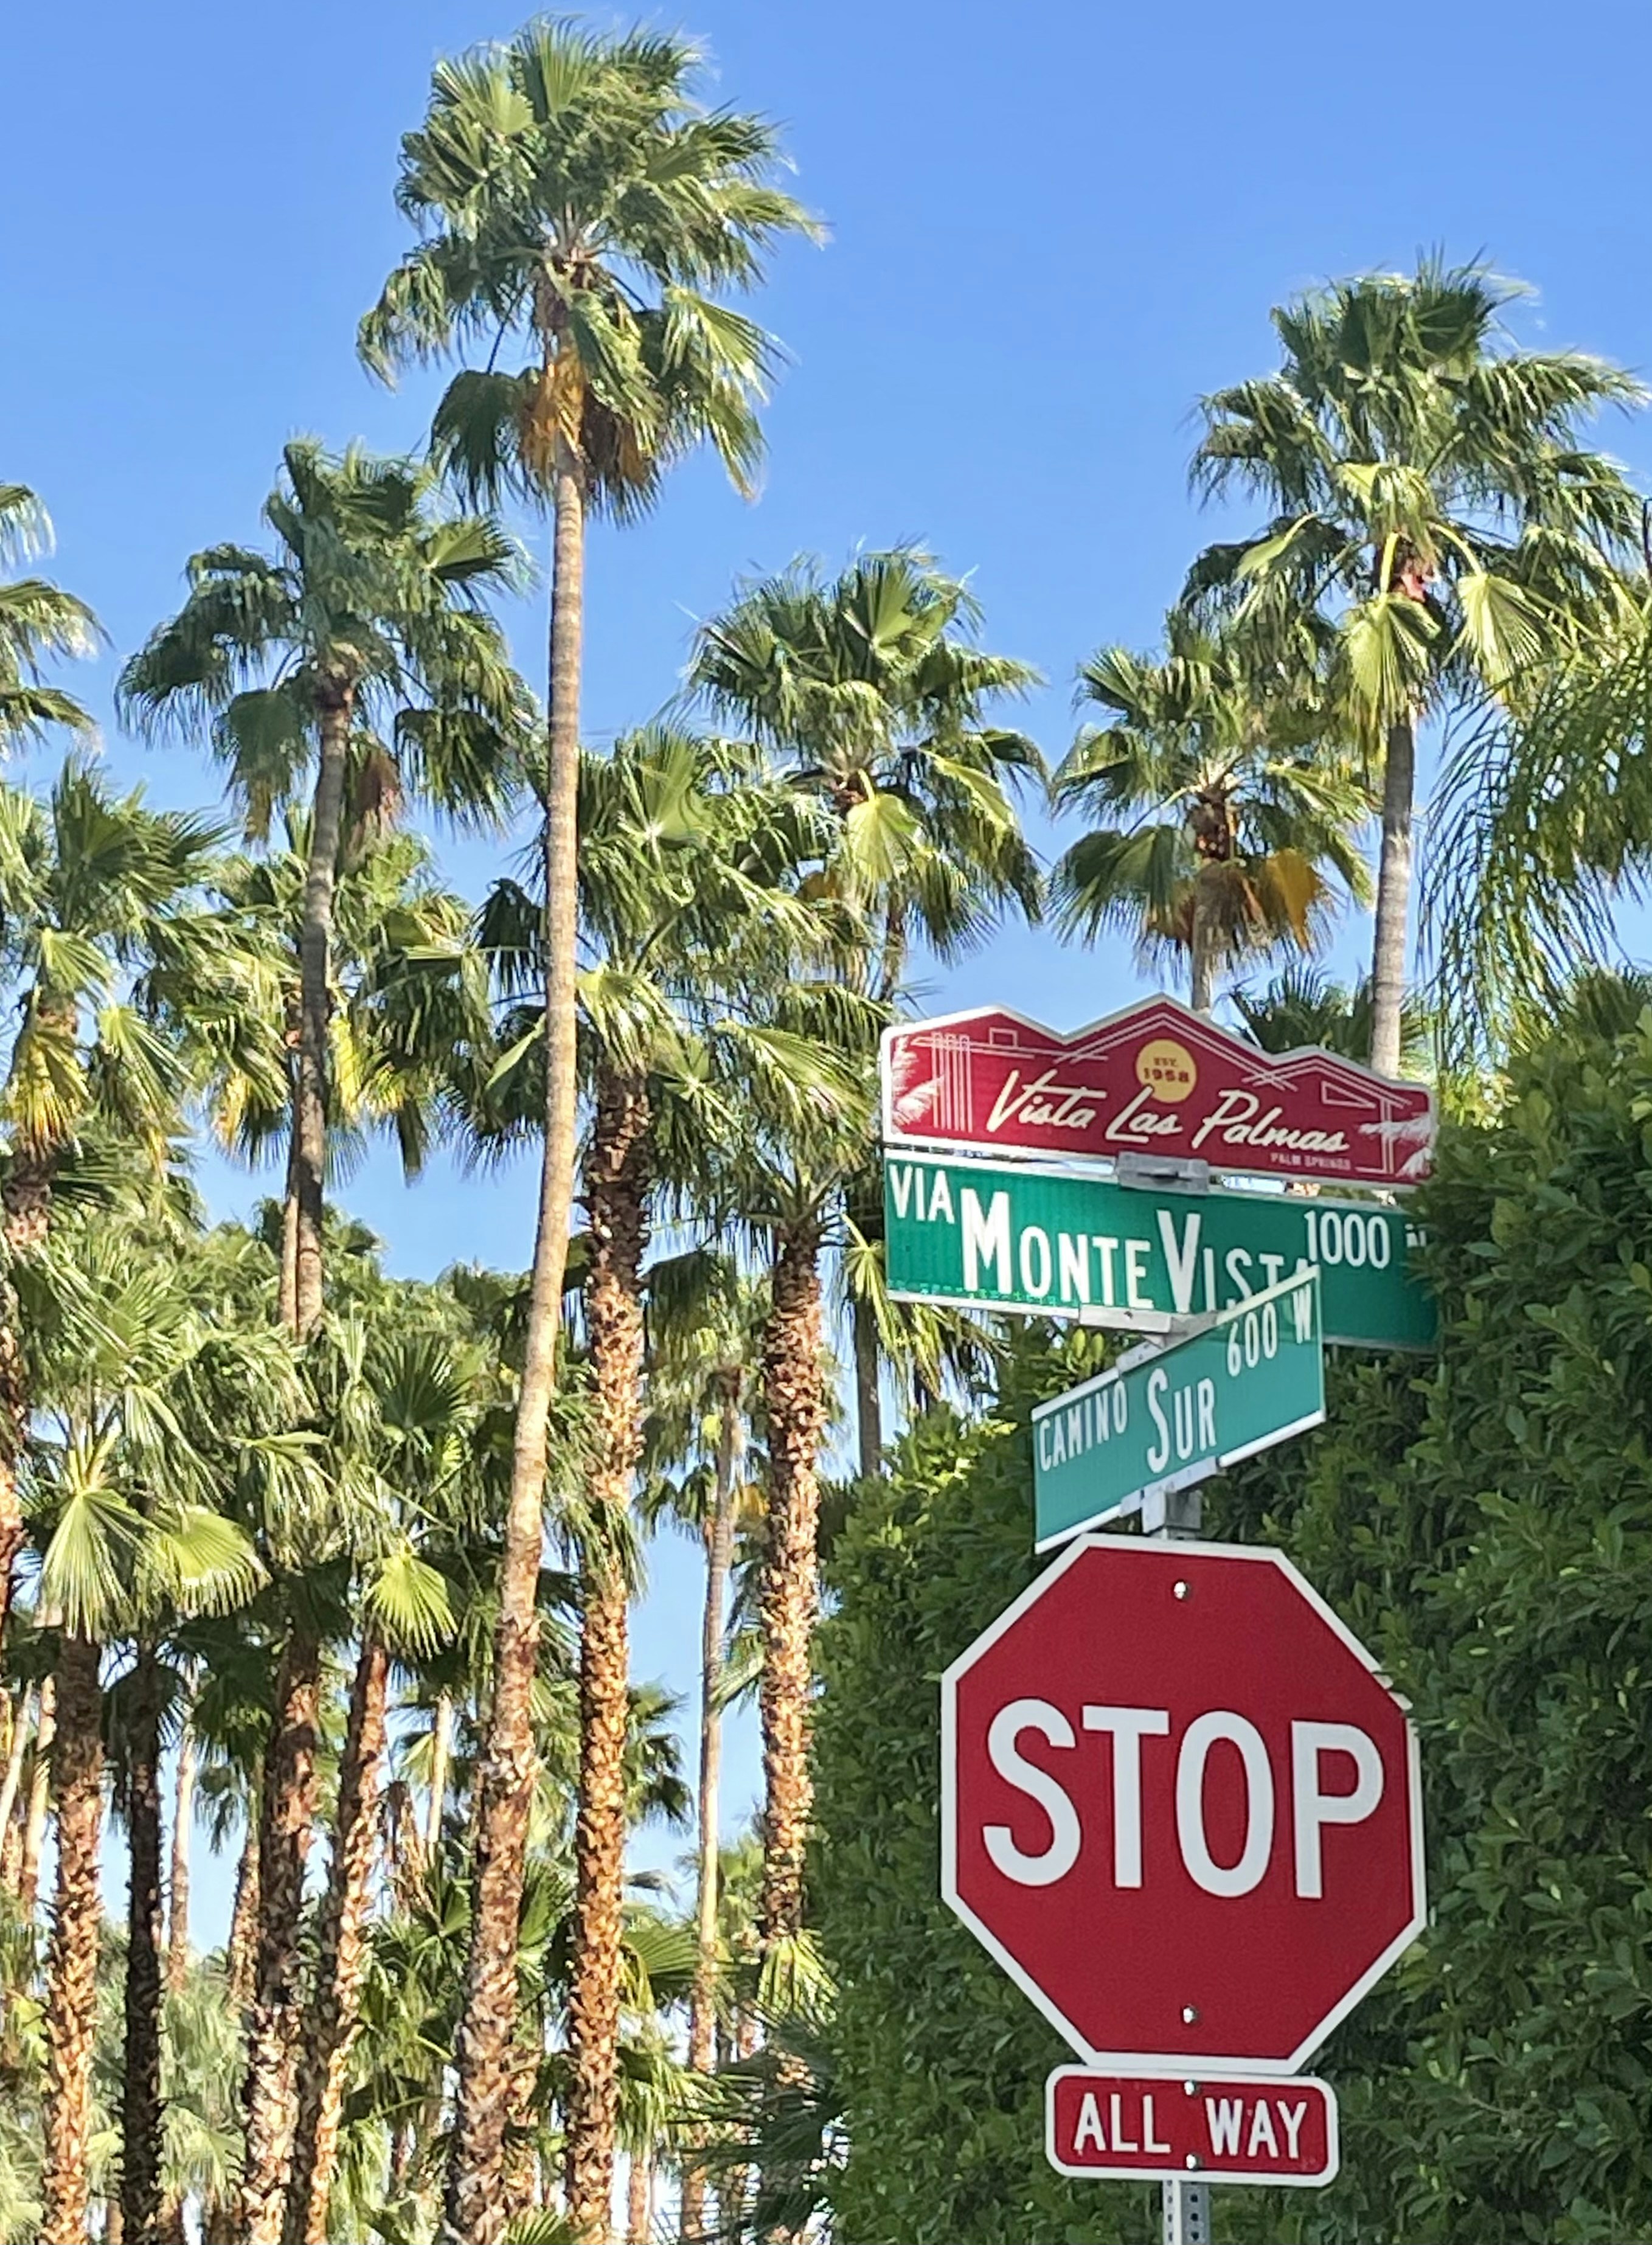 EST.
1958
Vista Las Palmas
PALM SPRINGS
VIA MONTE VISTA 1000 N
CAMINO SUR 600 W
STOP
ALL WAY